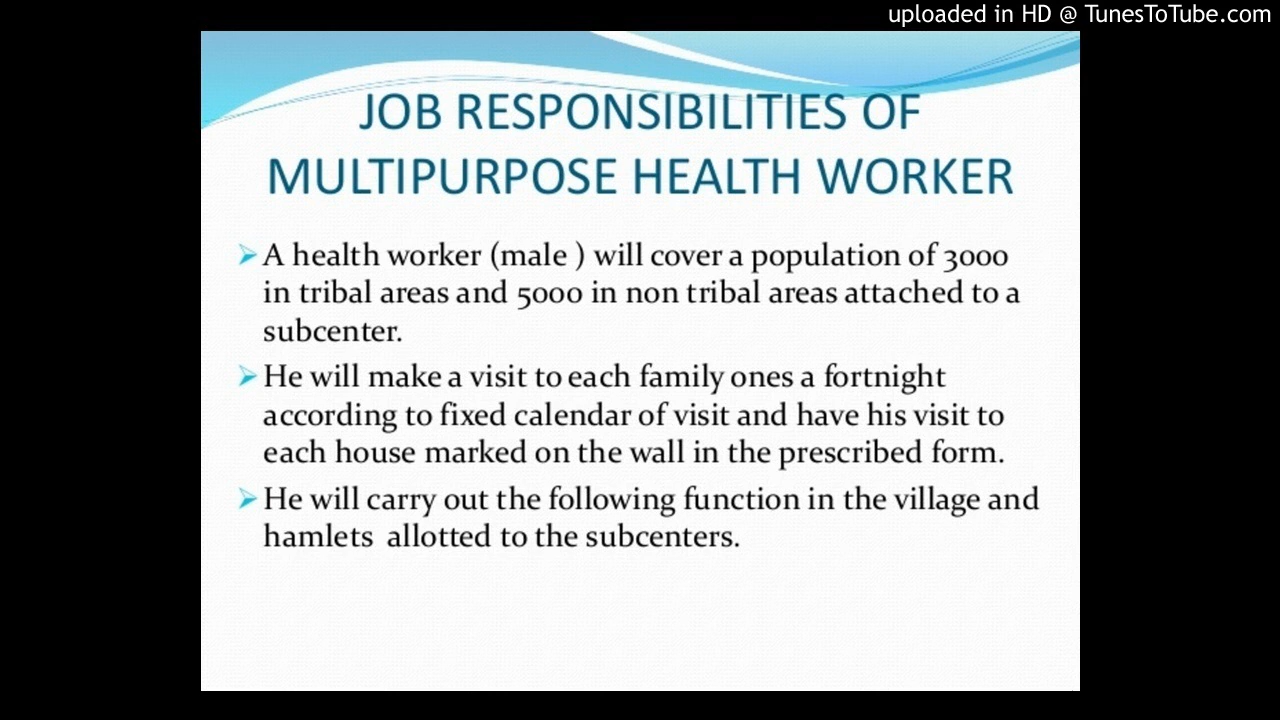 uploaded in HD @ TunesToTube.com
JOB RESPONSIBILITIES OF
MULTIPURPOSE HEALTH WORKER
➢ A health worker (male ) will cover a population of 3000
in tribal areas and 5000 in non tribal areas attached to a
subcenter.
➢ He will make a visit to each family ones a fortnight
according to fixed calendar of visit and have his visit to
each house marked on the wall in the prescribed form.
➢ He will carry out the following function in the village and
hamlets allotted to the subcenters.